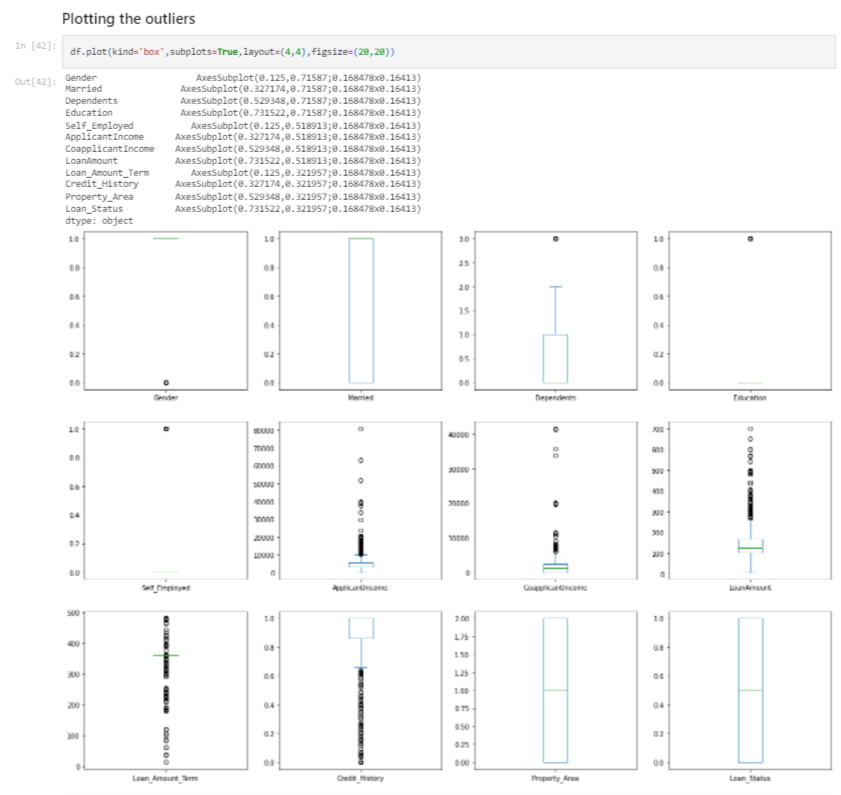 Plotting the outliers
In [42]: df.plot(kind='box',subplots=True,layout=(4,4),figsize=(20,20))
Out[42]: Gender AxesSubplot(0.125,0.71587;0.168478x0.16413)
Married AxesSubplot(0.327174,0.71587;0.168478x0.16413)
Dependents AxesSubplot(0.529348,0.71587;0.168478x0.16413)
Education AxesSubplot(0.731522,0.71587;0.168478x0.16413)
Self_Employed AxesSubplot(0.125,0.518913;0.168478x0.16413)
ApplicantIncome AxesSubplot(0.327174,0.518913;0.168478x0.16413)
CoapplicantIncome AxesSubplot(0.529348,0.518913;0.168478x0.16413)
LoanAmount AxesSubplot(0.731522,0.518913;0.168478x0.16413)
Loan_Amount_Term AxesSubplot(0.125,0.321957;0.168478x0.16413)
Credit_History AxesSubplot(0.327174,0.321957;0.168478x0.16413)
Property_Area AxesSubplot(0.529348,0.321957;0.168478x0.16413)
Loan_Status AxesSubplot(0.731522,0.321957;0.168478x0.16413)
dtype: object
1.0 1.0 3.0 1.0
2.5
0.8 0.8 0.8
2.0
0.6 0.6 0.6
1.5
0.4 0.4 0.4
1.0
0.2 0.2 0.2
0.5
0.0 0.0 0.0 0.0
Gender Married Dependents Education
1.0 80000 40000 700
70000 600
0.8 60000 30000 500
0.6 50000 400
40000 20000
0.4 30000 300
0.2 20000 10000 200
10000 100
0.0 0 0 0
Self_Employed ApplicantIncome CoapplicantIncome LoanAmount
500 1.0 2.00 1.0
1.75
400 0.8 1.50 0.8
300 0.6 1.25 0.6
1.00
200 0.4 0.75 0.4
100 0.2 0.50 0.2
0.25
0 0.0 0.00 0.0
Loan_Amount_Term Credit_History Property_Area Loan_Status